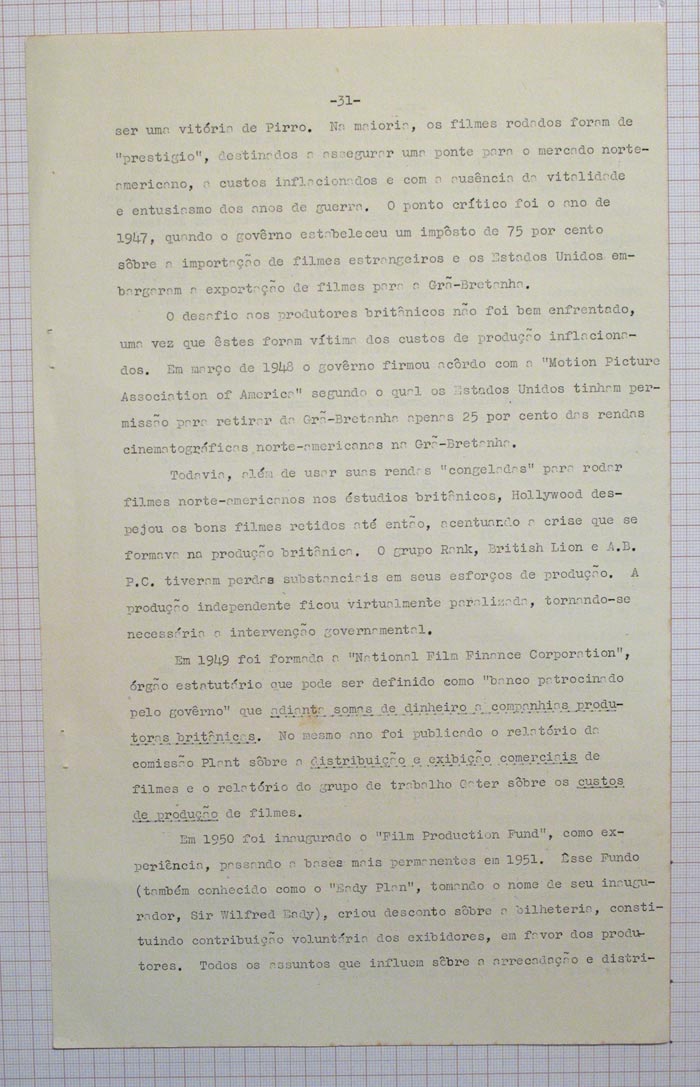 -31-
ser uma vitória de Pirro. Na maioria, os filmes rodados foram de
"prestigio", destinados a assegurar uma ponte para o mercado norte-
americano, a custos inflacionados e com a ausência da vitalidade
e entusiasmo dos anos de guerra. O ponto crítico foi o ano de
1947, quando o govêrno estabeleceu um impôsto de 75 por cento
sôbre a importação de filmes estrangeiros e os Estados Unidos em-
bargaram a exportação de filmes para a Grã-Bretanha.
O desafio aos produtores britânicos não foi bem enfrentado,
uma vez que êstes foram vítima dos custos de produção inflaciona-
dos. Em março de 1948 o govêrno firmou acôrdo com a "Motion Picture
Association of America" segundo o qual os Estados Unidos tinham per-
missão para retirar da Grã-Bretanha apenas 25 por cento das rendas
cinematográficas norte-americanas na Grã-Bretanha.
Todavia, além de usar suas rendas "congeladas" para rodar
filmes norte-americanos nos éstudios britânicos, Hollywood des-
pejou os bons filmes retidos até então, acentuando a crise que se
formava na produção britânica. O grupo Rank, British Lion e A.B.
P.C. tiveram perdas substanciais em seus esforços de produção. A
produção independente ficou virtualmente paralizada, tornando-se
necessária a intervenção governamental.
Em 1949 foi formada a "National Film Finance Corporation",
órgão estatutário que pode ser definido como "banco patrocinado
pelo govêrno" que adianta somas de dinheiro a companhias produ-
toras britânicas. No mesmo ano foi publicado o relatório da
comissão Plant sôbre a distribuição e exibição comerciais de
filmes e o relatório do grupo de trabalho Gater sôbre os custos
de produção de filmes.
Em 1950 foi inaugurado o "Film Production Fund", como ex-
periência, passando a bases mais permanentes em 1951. Êsse Fundo
(também conhecido como o "Eady Plan", tomando o nome de seu inaugu-
rador, Sir Wilfred Eady), criou desconto sôbre a bilheteria, consti-
tuindo contribuição voluntária dos exibidores, em favor dos produ-
tores. Todos os assuntos que influem sôbre a arrecadação e distri-